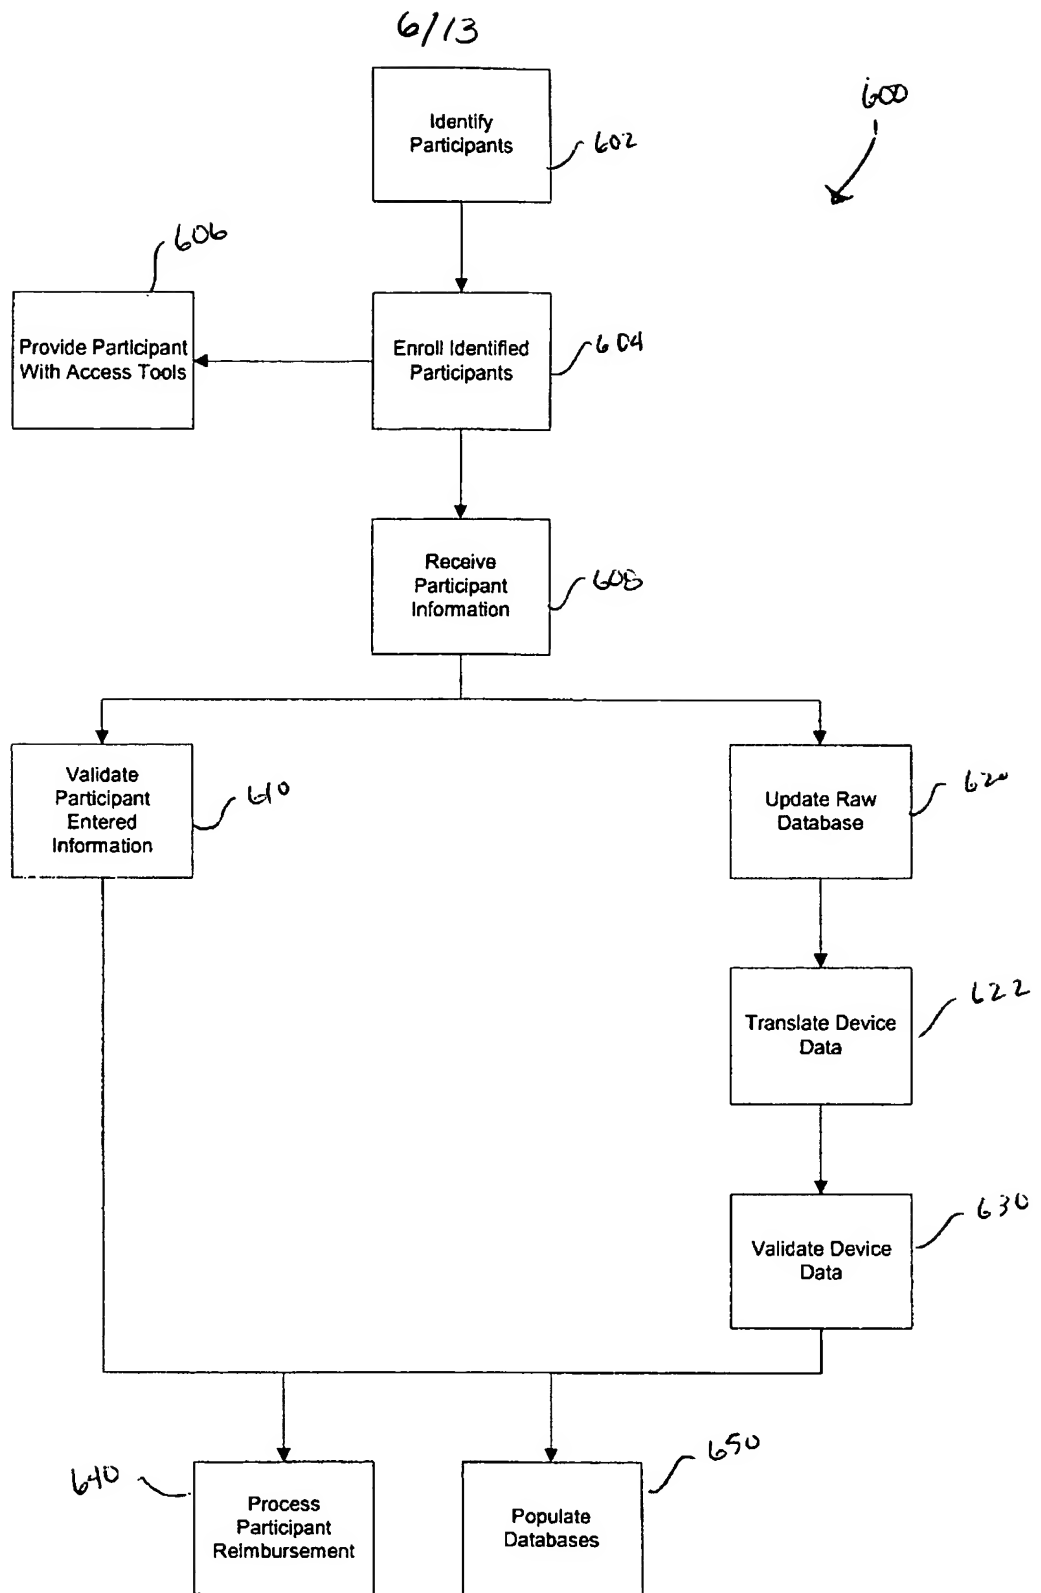 6/13
600
Identify
Participants
602
606
Provide Participant
With Access Tools
Enroll Identified
Participants
604
Receive
Participant
Information
608
Validate
Participant
Entered
Information
610
Update Raw
Database
620
Translate Device
Data
622
Validate Device
Data
630
640
Process
Participant
Reimbursement
650
Populate
Databases